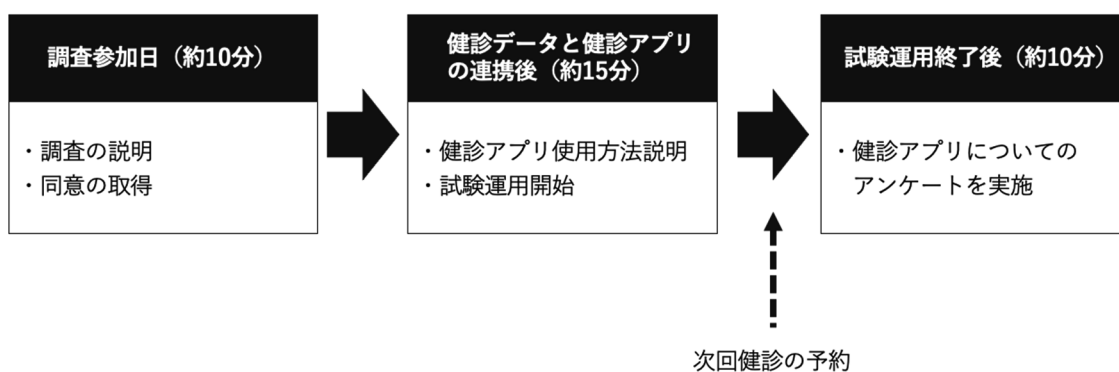 調査参加日（約10分）
・調査の説明
・同意の取得
健診データと健診アプリ
の連携後（約15分）
・健診アプリ使用方法説明
・試験運用開始
試験運用終了後（約10分）
・健診アプリについての
アンケートを実施
次回健診の予約